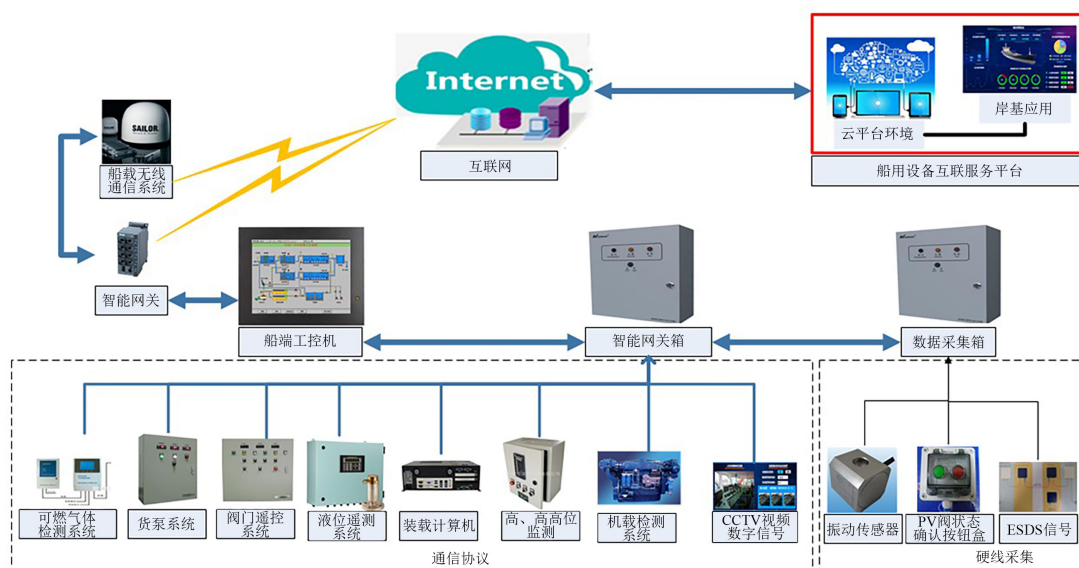 Internet
互联网
云平台环境
岸基应用
船用设备互联服务平台
SAILOR
船载无线
通信系统
智能网关
船端工控机
智能网关箱
数据采集箱
可燃气体
检测系统
货泵系统
阀门遥控
系统
液位遥测
系统
装载计算机
高、高高位
监测
机载检测
系统
CCTV视频
数字信号
通信协议
振动传感器
PV阀状态
确认按钮盒
ESDS信号
硬线采集